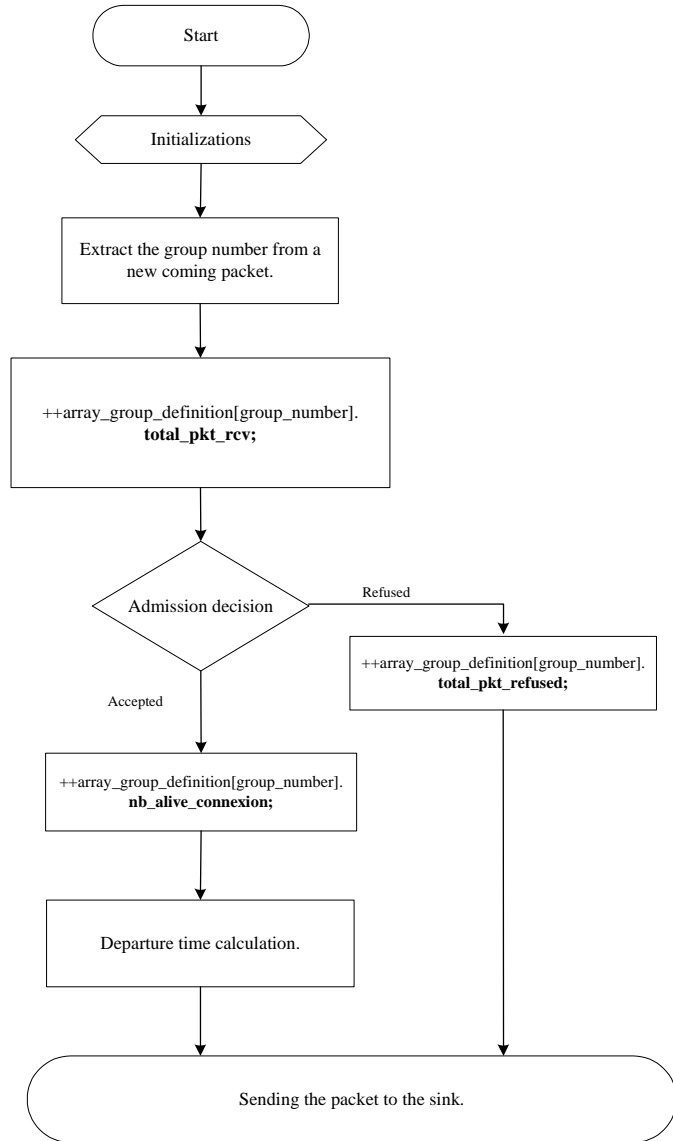 Start
Initializations
Extract the group number from a
new coming packet.
++array_group_definition[group_number].
total_pkt_rcv;
Admission decision
Refused
++array_group_definition[group_number].
total_pkt_refused;
Accepted
++array_group_definition[group_number].
nb_alive_connexion;
Departure time calculation.
Sending the packet to the sink.